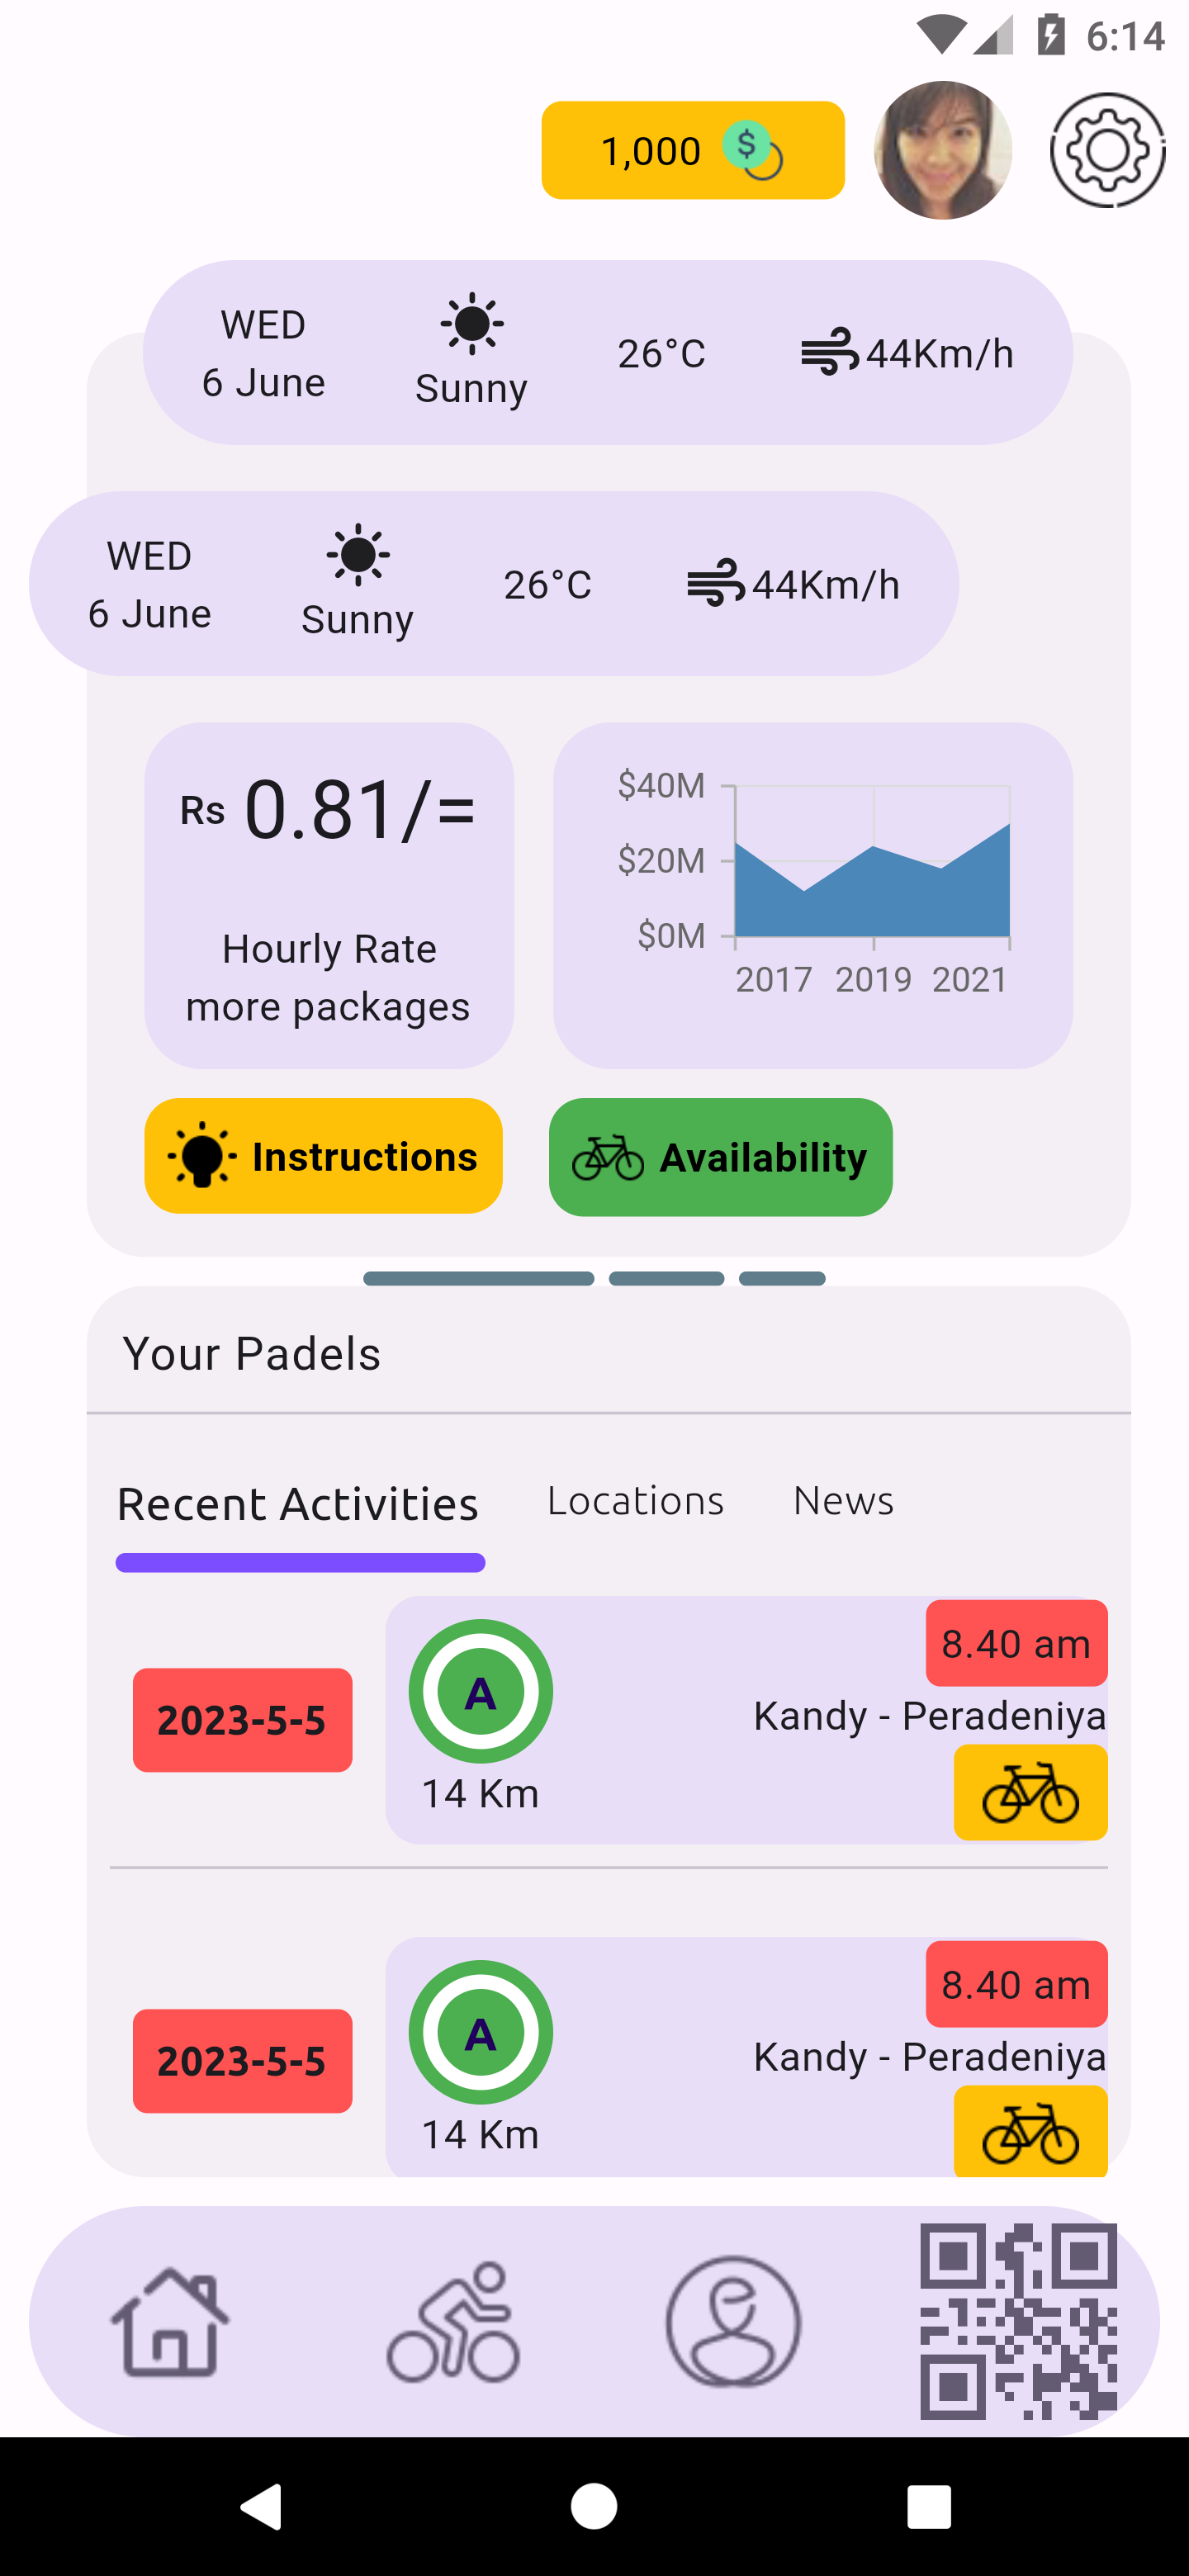 6:14
1,000
$
WED
6 June
Sunny
26°C
44Km/h
WED
6 June
Sunny
26°C
44Km/h
Rs 0.81/=
Hourly Rate
more packages
$40M
$20M
$0M
2017 2019 2021
Instructions
Availability
Your Padels
Recent Activities
Locations
News
2023-5-5
A
14 Km
8.40 am
Kandy - Peradeniya
2023-5-5
A
14 Km
8.40 am
Kandy - Peradeniya